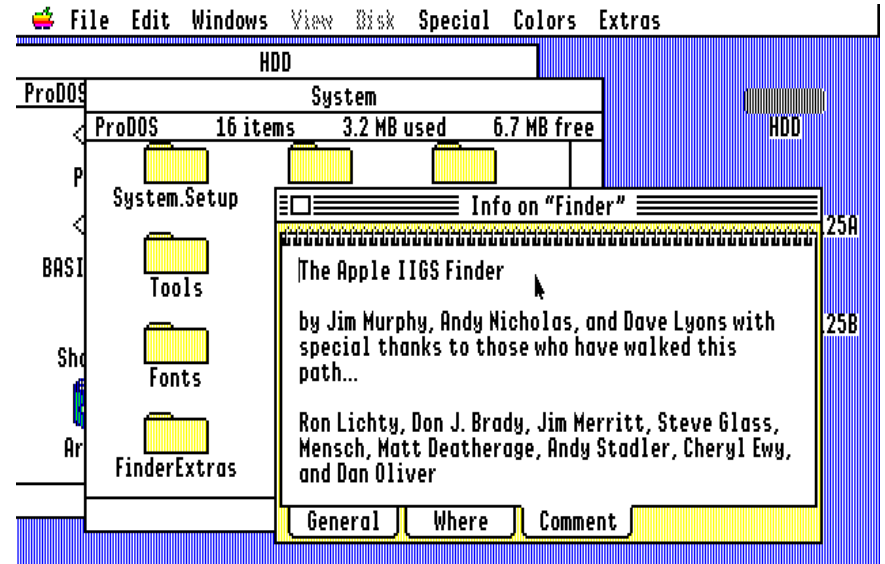 File Edit Windows View Disk Special Colors Extras
HDD
ProDOS
System
ProDOS 16 items 3.2 MB used 6.7 MB free
HDD
System.Setup
Info on “Finder”
.25A
Tools
BASI
The Apple IIGS Finder
by Jim Murphy, Andy Nicholas, and Dave Lyons with
special thanks to those who have walked this
path...
.25B
Sho
Fonts
Ron Lichty, Don J. Brady, Jim Merritt, Steve Glass,
Mensch, Matt Deatherage, Andy Stadler, Cheryl Ewy,
and Dan Oliver
Ar
FinderExtras
General Where Comment